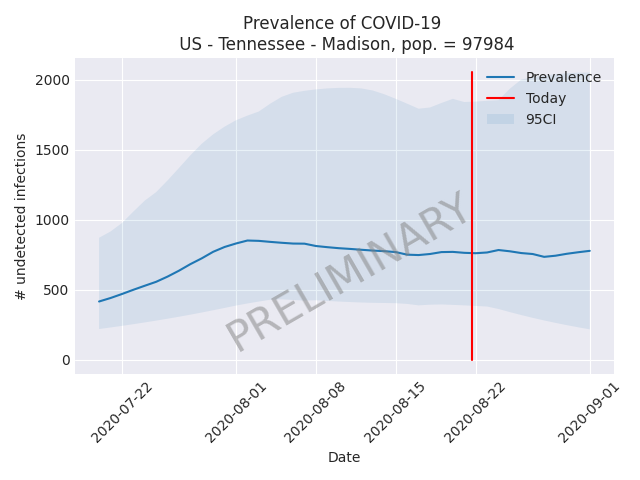 Prevalence of COVID-19
US - Tennessee - Madison, pop. = 97984
# undetected infections
2000
1500
1000
500
0
Prevalence
Today
95CI
PRELIMINARY
2020-07-22
2020-08-01
2020-08-08
2020-08-15
2020-08-22
2020-09-01
Date